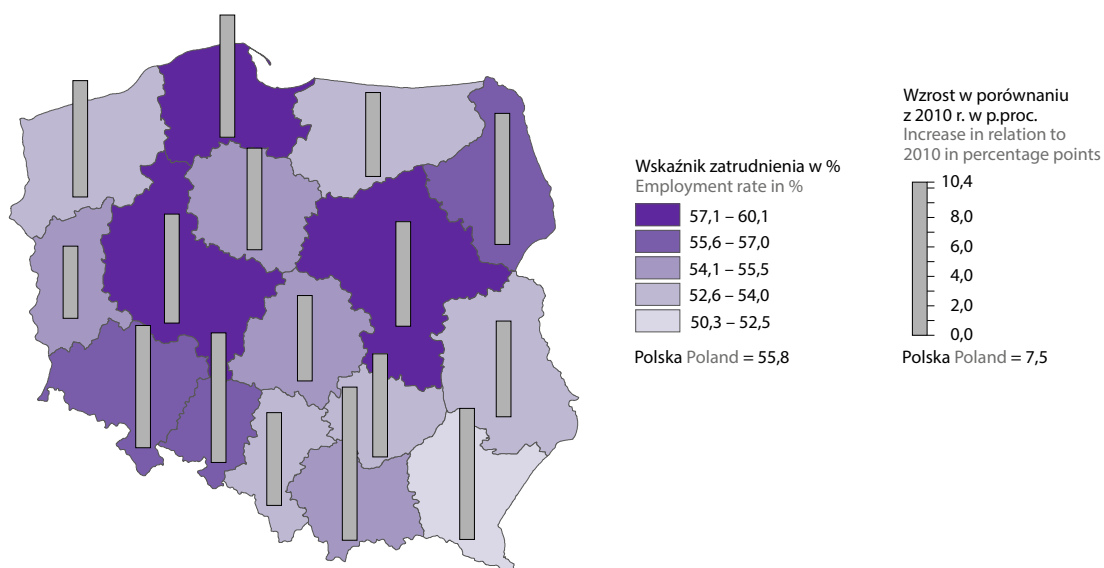 Wskaźnik zatrudnienia w %
Employment rate in %
57,1 – 60,1
55,6 – 57,0
54,1 – 55,5
52,6 – 54,0
50,3 – 52,5
Polska Poland = 55,8
Wzrost w porównaniu
z 2010 r. w p.proc.
Increase in relation to
2010 in percentage points
10,4
8,0
6,0
4,0
2,0
0,0
Polska Poland = 7,5